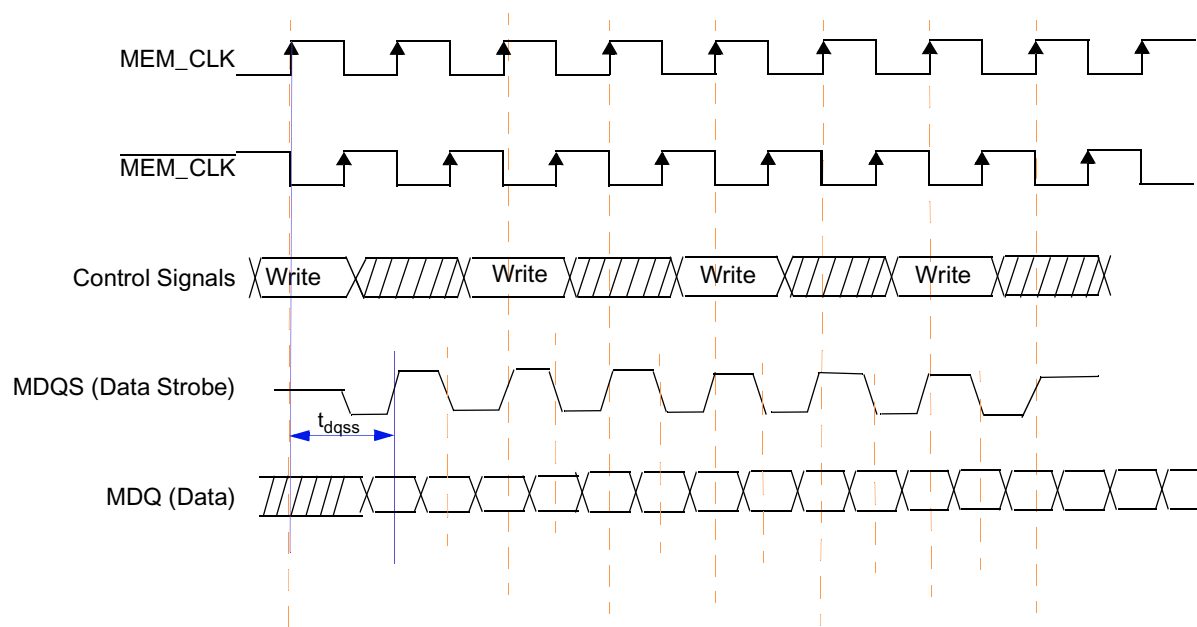 MEM_CLK
MEM_CLK
Control Signals Write Write Write Write
MDQS (Data Strobe)
tdqss
MDQ (Data)